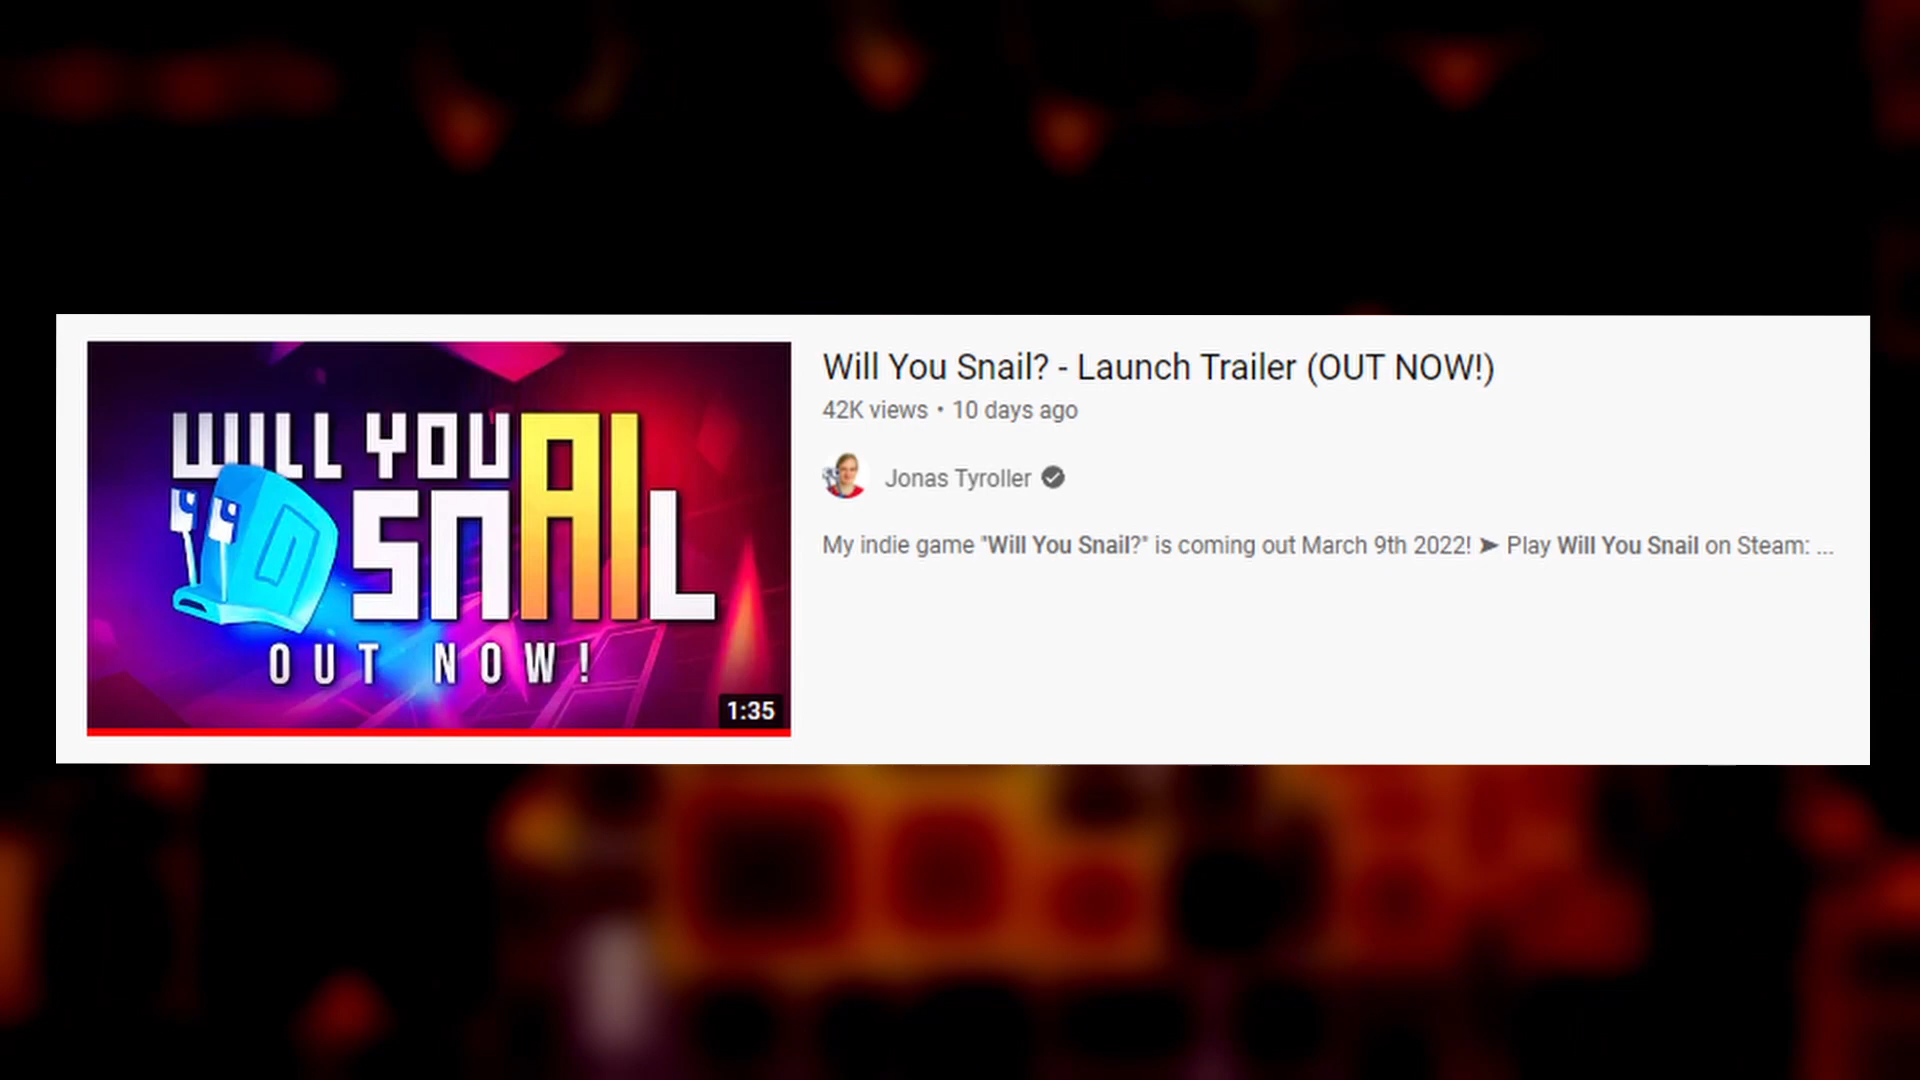 WILL YOU
SNAIL
OUT NOW!
1:35
Will You Snail? - Launch Trailer (OUT NOW!)
42K views • 10 days ago
Jonas Tyroller
My indie game "Will You Snail?" is coming out March 9th 2022! ➤ Play Will You Snail on Steam: ...